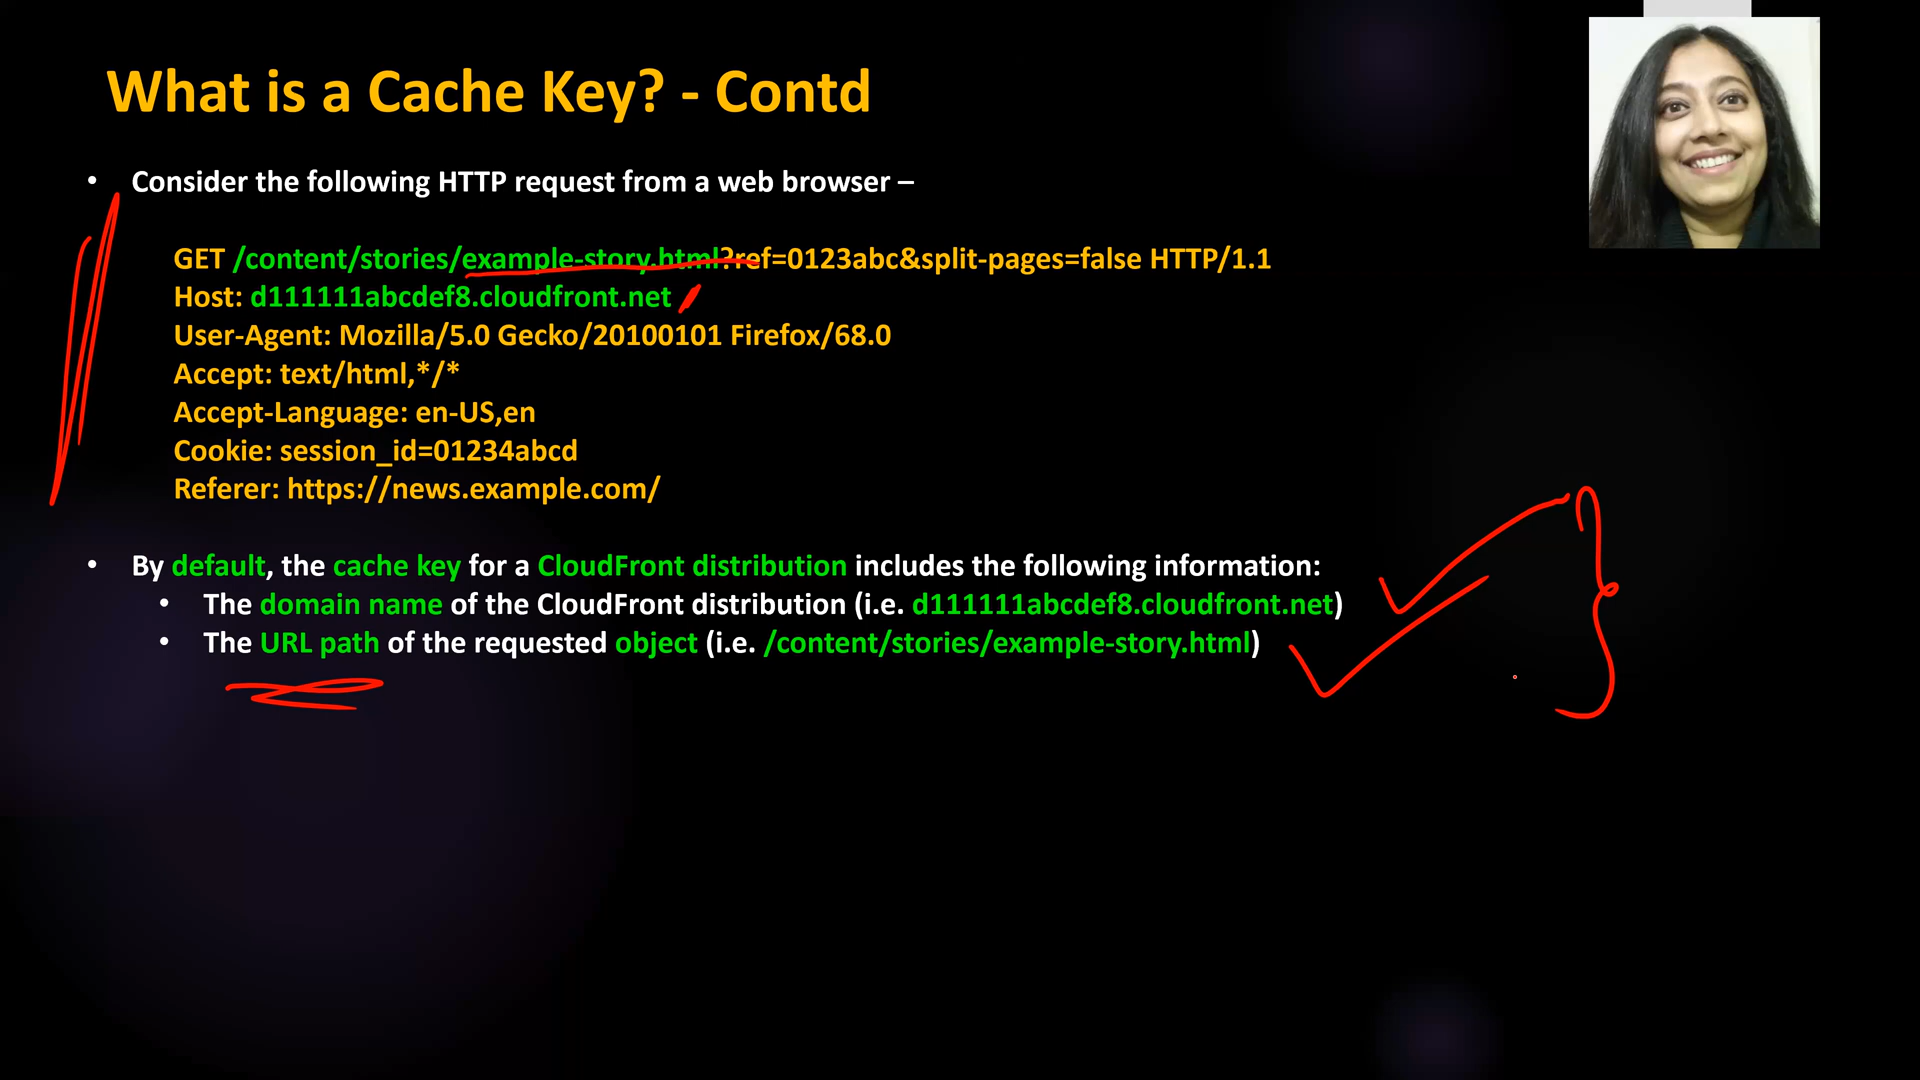 What is a Cache Key? - Contd
• Consider the following HTTP request from a web browser –
GET /content/stories/example-story.html?ref=0123abc&split-pages=false HTTP/1.1
Host: d111111abcdef8.cloudfront.net
User-Agent: Mozilla/5.0 Gecko/20100101 Firefox/68.0
Accept: text/html,*/*
Accept-Language: en-US,en
Cookie: session_id=01234abcd
Referer: https://news.example.com/
• By default, the cache key for a CloudFront distribution includes the following information:
• The domain name of the CloudFront distribution (i.e. d111111abcdef8.cloudfront.net)
• The URL path of the requested object (i.e. /content/stories/example-story.html)